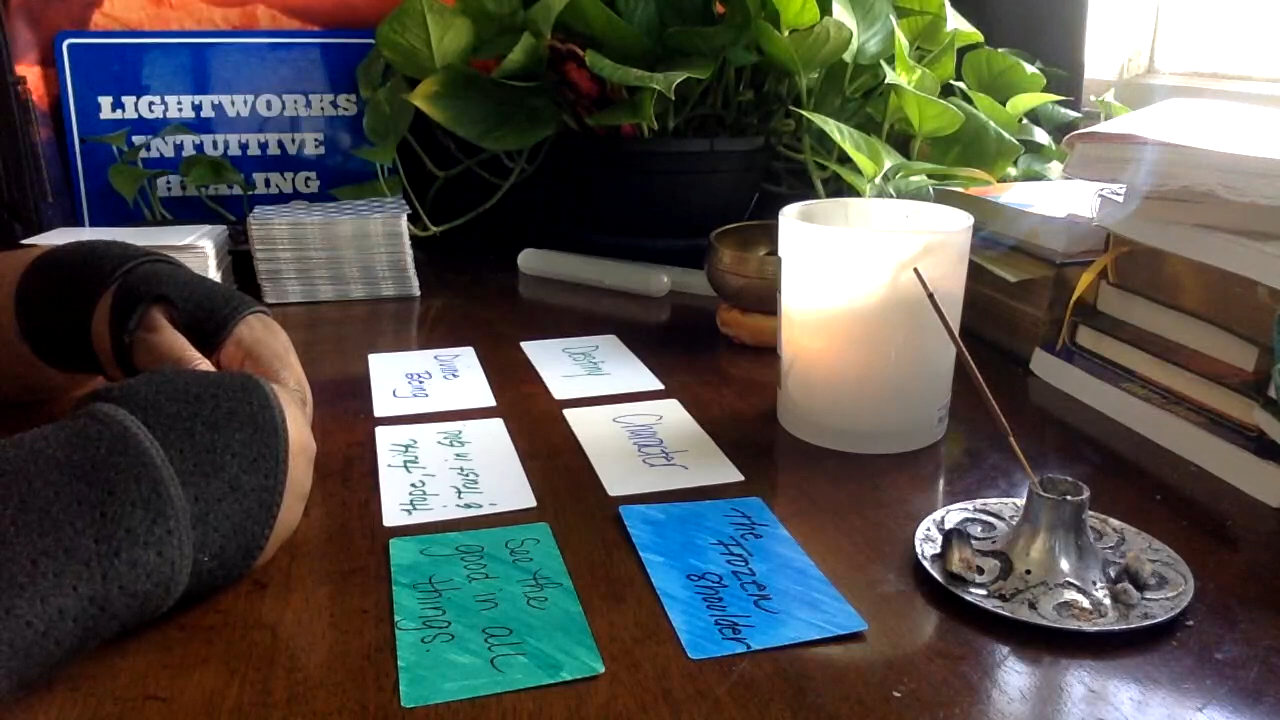 LIGHTWORKS
INTUITIVE
HEALING
Divine
Being
Destiny
Hope, faith
& Trust in God.
Character
See the
good in all
things.
The Frozen
Shoulder